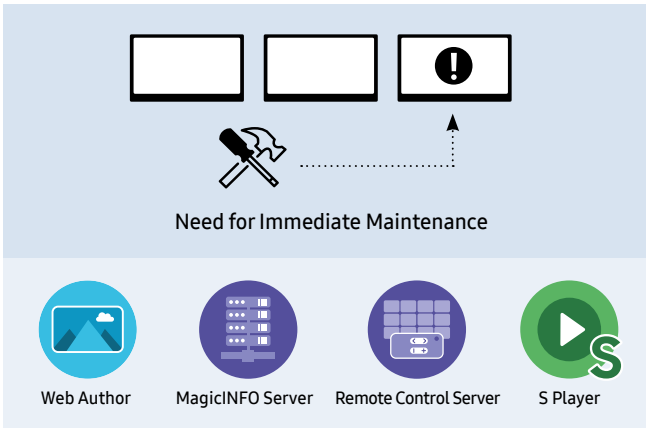 Need for Immediate Maintenance
S
Web Author
MagicINFO Server
Remote Control Server
S Player